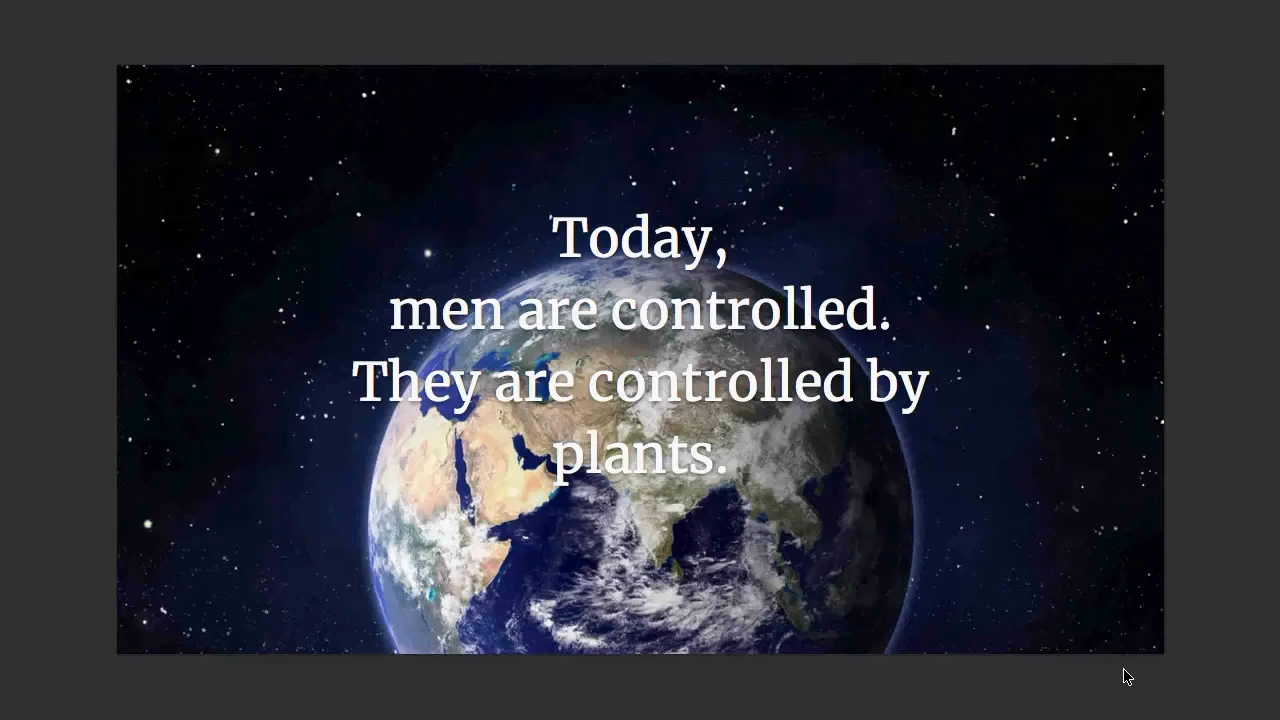 Today,
men are controlled.
They are controlled by
plants.